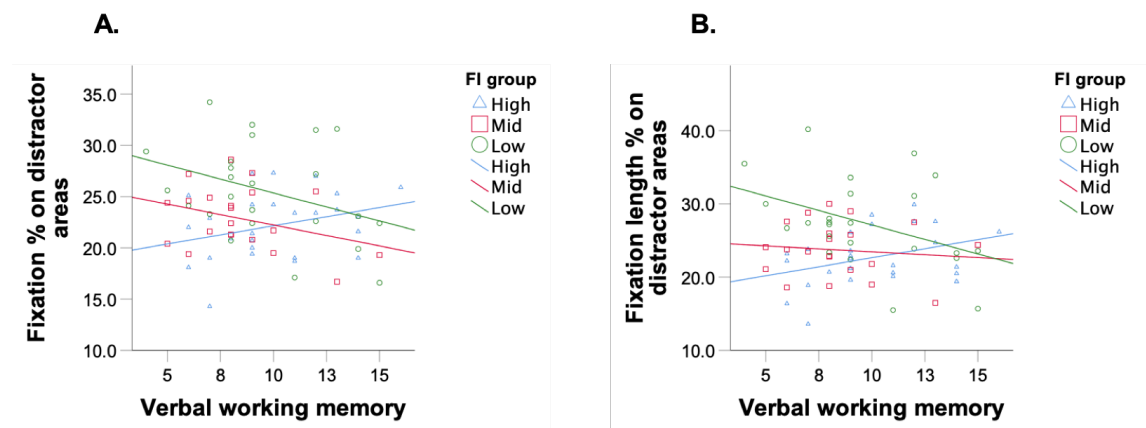 A.
Fixation % on distractor
areas
35.0
30.0
25.0
20.0
15.0
10.0
5
8
10
13
15
Verbal working memory
FI group
High
Mid
Low
High
Mid
Low
B.
Fixation length % on
distractor areas
40.0
30.0
20.0
10.0
5
8
10
13
15
Verbal working memory
FI group
High
Mid
Low
High
Mid
Low